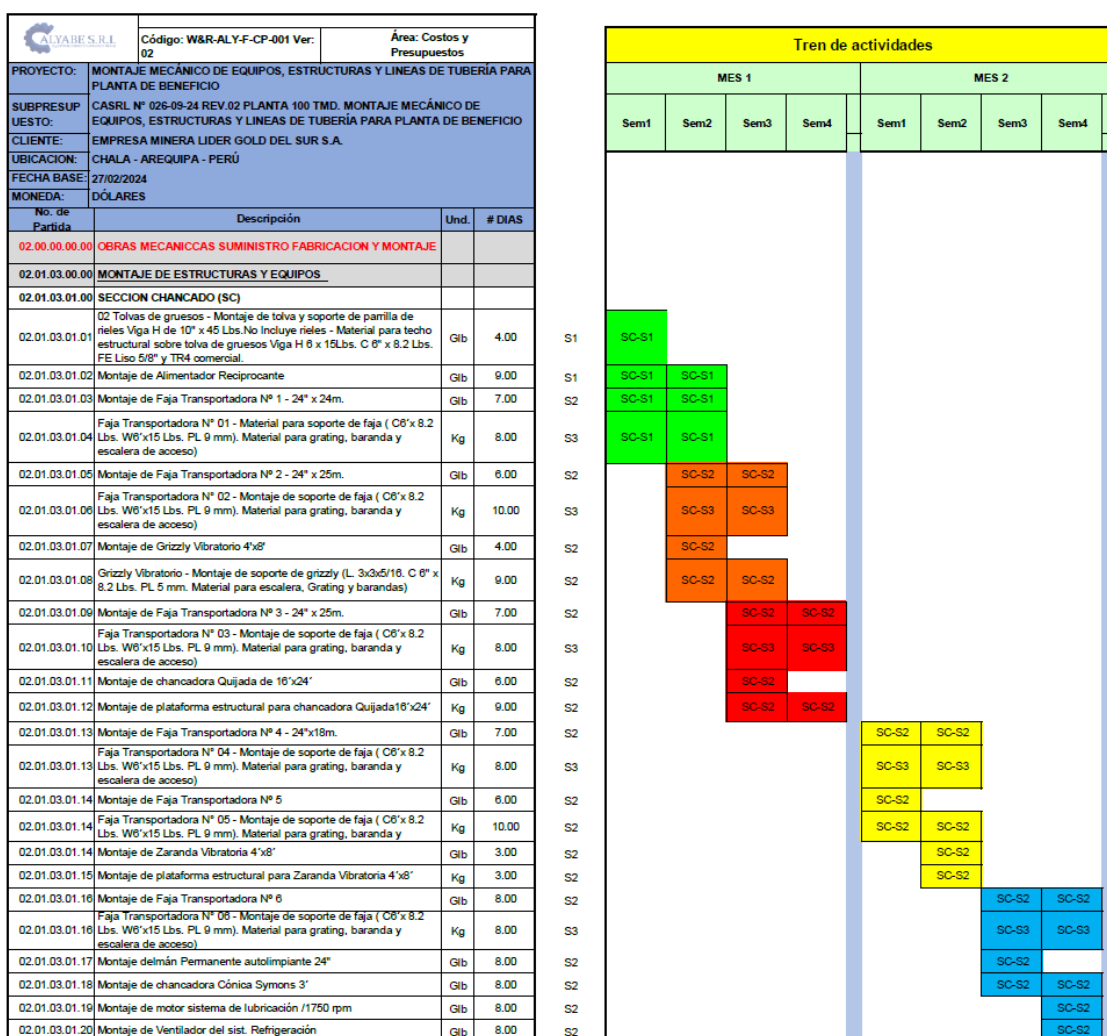 ALYABE S.R.L
Código: W&R-ALY-F-CP-001 Ver: 02
Área: Costos y Presupuestos
PROYECTO: MONTAJE MECÁNICO DE EQUIPOS, ESTRUCTURAS Y LINEAS DE TUBERÍA PARA
PLANTA DE BENEFICIO
SUBPRESUPUESTO: CASRL N° 026-09-24 REV.02 PLANTA 100 TMD. MONTAJE MECÁNICO DE
EQUIPOS, ESTRUCTURAS Y LINEAS DE TUBERÍA PARA PLANTA DE BENEFICIO
CLIENTE: EMPRESA MINERA LIDER GOLD DEL SUR S.A.
UBICACION: CHALA - AREQUIPA - PERÚ
FECHA BASE: 27/02/2024
MONEDA: DÓLARES
Tren de actividades
MES 1 MES 2
Sem1 Sem2 Sem3 Sem4 Sem1 Sem2 Sem3 Sem4
No. de Partida Descripción Und. # DIAS
02.00.00.00.00 OBRAS MECANICCAS SUMINISTRO FABRICACION Y MONTAJE
02.01.03.00.00 MONTAJE DE ESTRUCTURAS Y EQUIPOS
02.01.03.01.00 SECCION CHANCADO (SC)
02 Tolvas de gruesos - Montaje de tolva y soporte de parrilla de
rieles Viga H de 10" x 45 Lbs.No Incluye rieles - Material para techo
02.01.03.01.01 estructural sobre tolva de gruesos Viga H 6 x 15Lbs. C 6" x 8.2 Lbs. Glb 4.00 S1 SC-S1
FE Liso 5/8" y TR4 comercial.
02.01.03.01.02 Montaje de Alimentador Reciprocante Glb 9.00 S1 SC-S1 SC-S1
02.01.03.01.03 Montaje de Faja Transportadora Nº 1 - 24" x 24m. Glb 7.00 S2 SC-S1 SC-S1
Faja Transportadora N° 01 - Material para soporte de faja ( C6´x 8.2
02.01.03.01.04 Lbs. W6´x15 Lbs. PL 9 mm). Material para grating, baranda y Kg 8.00 S3 SC-S1 SC-S1
escalera de acceso)
02.01.03.01.05 Montaje de Faja Transportadora Nº 2 - 24" x 25m. Glb 6.00 S2 SC-S2 SC-S2
Faja Transportadora N° 02 - Montaje de soporte de faja ( C6´x 8.2
02.01.03.01.06 Lbs. W6´x15 Lbs. PL 9 mm). Material para grating, baranda y Kg 10.00 S3 SC-S3 SC-S3
escalera de acceso)
02.01.03.01.07 Montaje de Grizzly Vibratorio 4'x8' Glb 4.00 S2 SC-S2
02.01.03.01.08 Grizzly Vibratorio - Montaje de soporte de grizzly (L. 3x3x5/16. C 6" x Kg 9.00 S2 SC-S2 SC-S2
8.2 Lbs. PL 5 mm. Material para escalera, Grating y barandas)
02.01.03.01.09 Montaje de Faja Transportadora Nº 3 - 24" x 25m. Glb 7.00 S2 SC-S2 SC-S2
Faja Transportadora N° 03 - Montaje de soporte de faja ( C6´x 8.2
02.01.03.01.10 Lbs. W6´x15 Lbs. PL 9 mm). Material para grating, baranda y Kg 8.00 S3 SC-S3 SC-S3
escalera de acceso)
02.01.03.01.11 Montaje de chancadora Quijada de 16´x24´ Glb 6.00 S2 SC-S2
02.01.03.01.12 Montaje de plataforma estructural para chancadora Quijada16´x24´ Kg 9.00 S2 SC-S2 SC-S2
02.01.03.01.13 Montaje de Faja Transportadora Nº 4 - 24"x18m. Glb 7.00 S2 SC-S2 SC-S2
Faja Transportadora N° 04 - Montaje de soporte de faja ( C6´x 8.2
02.01.03.01.13 Lbs. W6´x15 Lbs. PL 9 mm). Material para grating, baranda y Kg 8.00 S3 SC-S3 SC-S3
escalera de acceso)
02.01.03.01.14 Montaje de Faja Transportadora Nº 5 Glb 6.00 S2 SC-S2
02.01.03.01.14 Faja Transportadora N° 05 - Montaje de soporte de faja ( C6´x 8.2 Kg 10.00 S2 SC-S2 SC-S2
Lbs. W6´x15 Lbs. PL 9 mm). Material para grating, baranda y
02.01.03.01.14 Montaje de Zaranda Vibratoria 4´x8´ Glb 3.00 S2 SC-S2
02.01.03.01.15 Montaje de plataforma estructural para Zaranda Vibratoria 4´x8´ Kg 3.00 S2 SC-S2
02.01.03.01.16 Montaje de Faja Transportadora Nº 6 Glb 8.00 S2 SC-S2 SC-S2
Faja Transportadora N° 06 - Montaje de soporte de faja ( C6´x 8.2
02.01.03.01.16 Lbs. W6´x15 Lbs. PL 9 mm). Material para grating, baranda y Kg 8.00 S3 SC-S3 SC-S3
escalera de acceso)
02.01.03.01.17 Montaje delmán Permanente autolimpiante 24" Glb 8.00 S2 SC-S2
02.01.03.01.18 Montaje de chancadora Cónica Symons 3´ Glb 8.00 S2 SC-S2 SC-S2
02.01.03.01.19 Montaje de motor sistema de lubricación /1750 rpm Glb 8.00 S2 SC-S2
02.01.03.01.20 Montaje de Ventilador del sist. Refrigeración Glb 8.00 S2 SC-S2